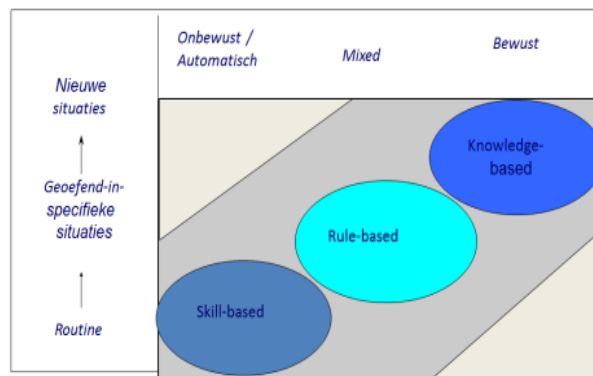 Onbewust /
Automatisch
Mixed
Bewust
Nieuwe
situaties
Geoefend-in-
specifieke
situaties
Routine
Knowledge-
based
Rule-based
Skill-based